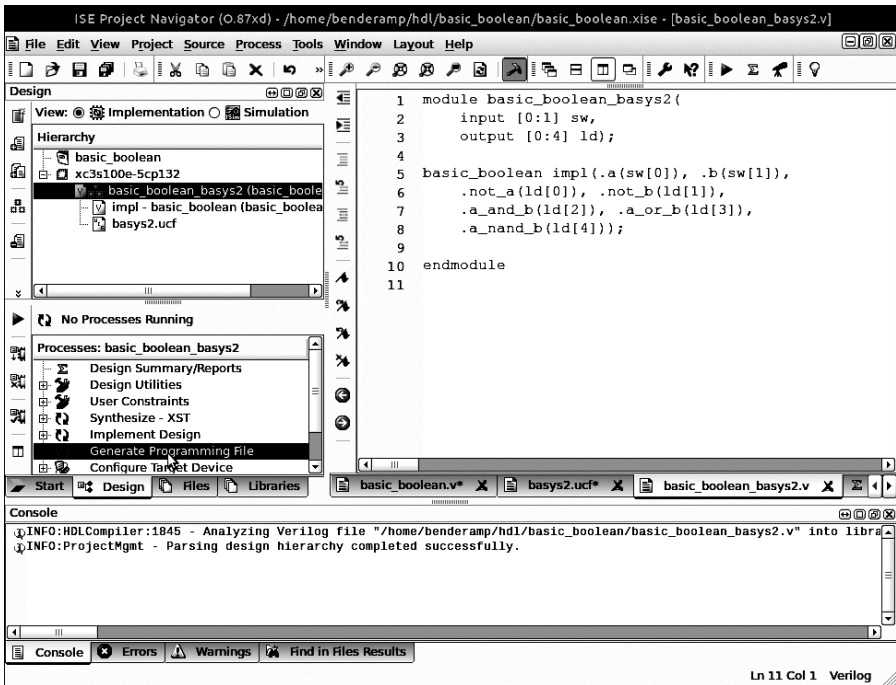 ISE Project Navigator (O.87xd) - /home/benderamp/hdl/basic_boolean/basic_boolean.xise - [basic_boolean_basys2.v]
File Edit View Project Source Process Tools Window Layout Help
Design
View: Implementation Simulation
Hierarchy
basic_boolean
xc3s100e-5cp132
basic_boolean_basys2 (basic_boole
impl - basic_boolean (basic_boolea
basys2.ucf
No Processes Running
Processes: basic_boolean_basys2
Design Summary/Reports
Design Utilities
User Constraints
Synthesize - XST
Implement Design
Generate Programming File
Configure Target Device
Start Design Files Libraries
1 module basic_boolean_basys2(
2 input [0:1] sw,
3 output [0:4] ld);
4
5 basic_boolean impl(.a(sw[0]), .b(sw[1]),
6 .not_a(ld[0]), .not_b(ld[1]),
7 .a_and_b(ld[2]), .a_or_b(ld[3]),
8 .a_nand_b(ld[4]));
9
10 endmodule
11
basic_boolean.v* basys2.ucf* basic_boolean_basys2.v
Console
INFO:HDLCompiler:1845 - Analyzing Verilog file "/home/benderamp/hdl/basic_boolean/basic_boolean_basys2.v" into libra
INFO:ProjectMgmt - Parsing design hierarchy completed successfully.
Console Errors Warnings Find in Files Results
Ln 11 Col 1 Verilog